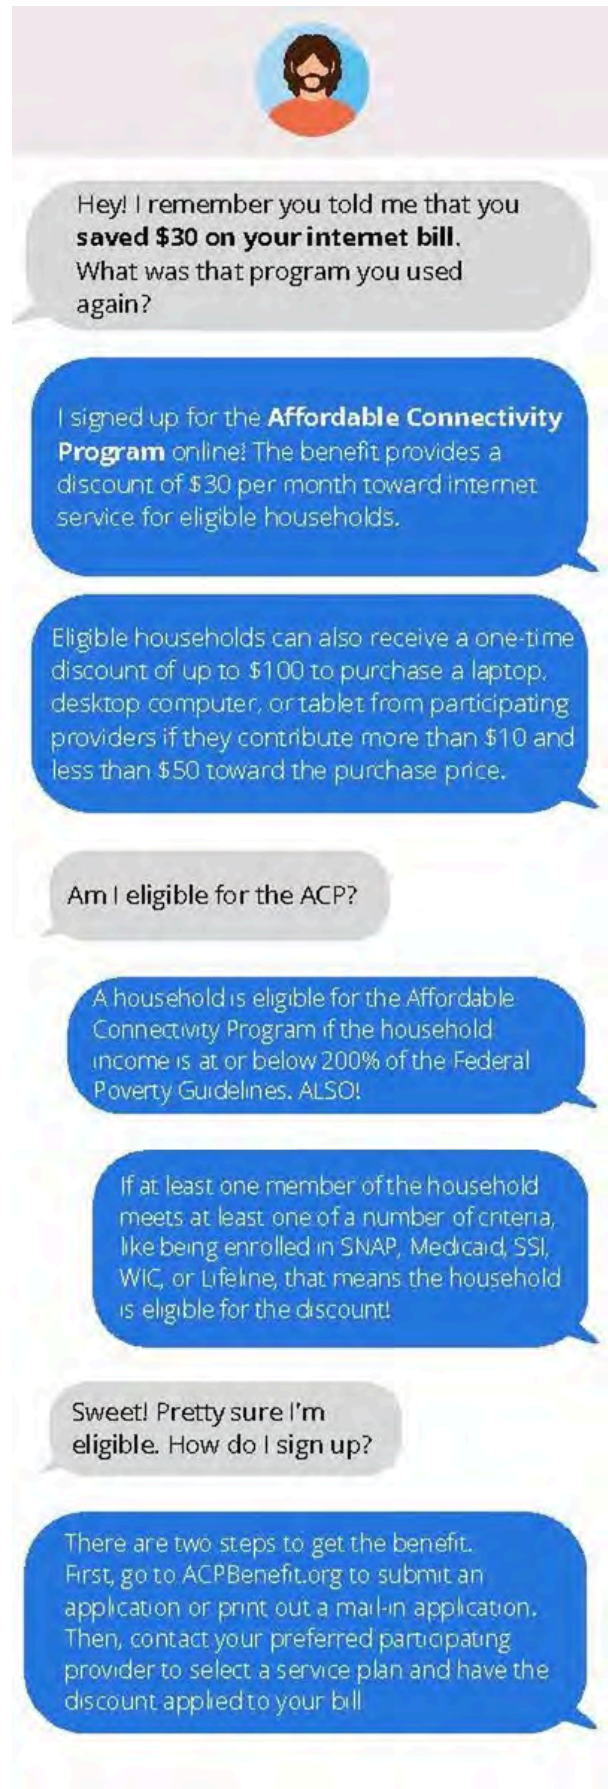 Hey! I remember you told me that you
saved $30 on your internet bill.
What was that program you used
again?
I signed up for the Affordable Connectivity
Program online! The benefit provides a
discount of $30 per month toward internet
service for eligible households.
Eligible households can also receive a one-time
discount of up to $100 to purchase a laptop,
desktop computer, or tablet from participating
providers if they contribute more than $10 and
less than $50 toward the purchase price.
Am I eligible for the ACP?
A household is eligible for the Affordable
Connectivity Program if the household
income is at or below 200% of the Federal
Poverty Guidelines. ALSO!
If at least one member of the household
meets at least one of a number of criteria,
like being enrolled in SNAP, Medicaid, SSI,
WIC, or Lifeline, that means the household
is eligible for the discount!
Sweet! Pretty sure I'm
eligible. How do I sign up?
There are two steps to get the benefit.
First, go to ACPBenefit.org to submit an
application or print out a mail-in application.
Then, contact your preferred participating
provider to select a service plan and have the
discount applied to your bill